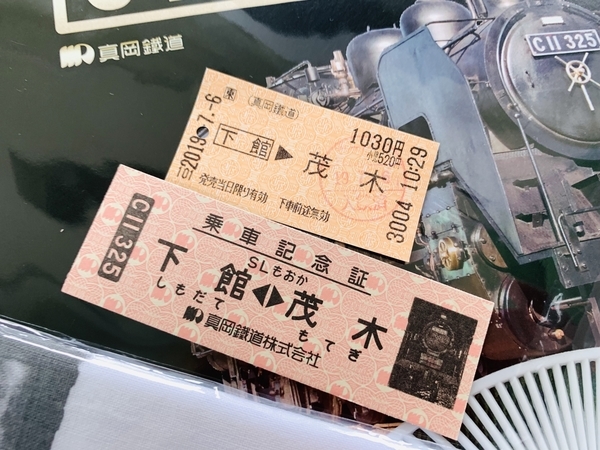 真岡鐵道
C11 325
東
(真岡鐵道)
2019.-7.-6
下館▶茂木
1030円
小児520円
発売当日限り有効 下車前途無効
3004 10:29
C11 325
乗車記念証
SLもおか
下館◀▶茂木
しもだて もてぎ
真岡鐵道株式会社